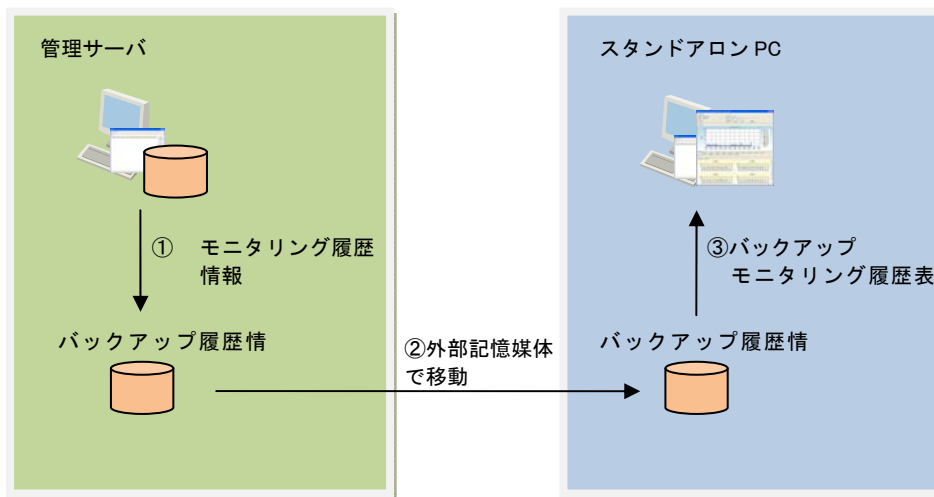 管理サーバ
① モニタリング履歴
情報
バックアップ履歴情
②外部記憶媒体
で移動
スタンドアロン PC
③バックアップ
モニタリング履歴表
バックアップ履歴情